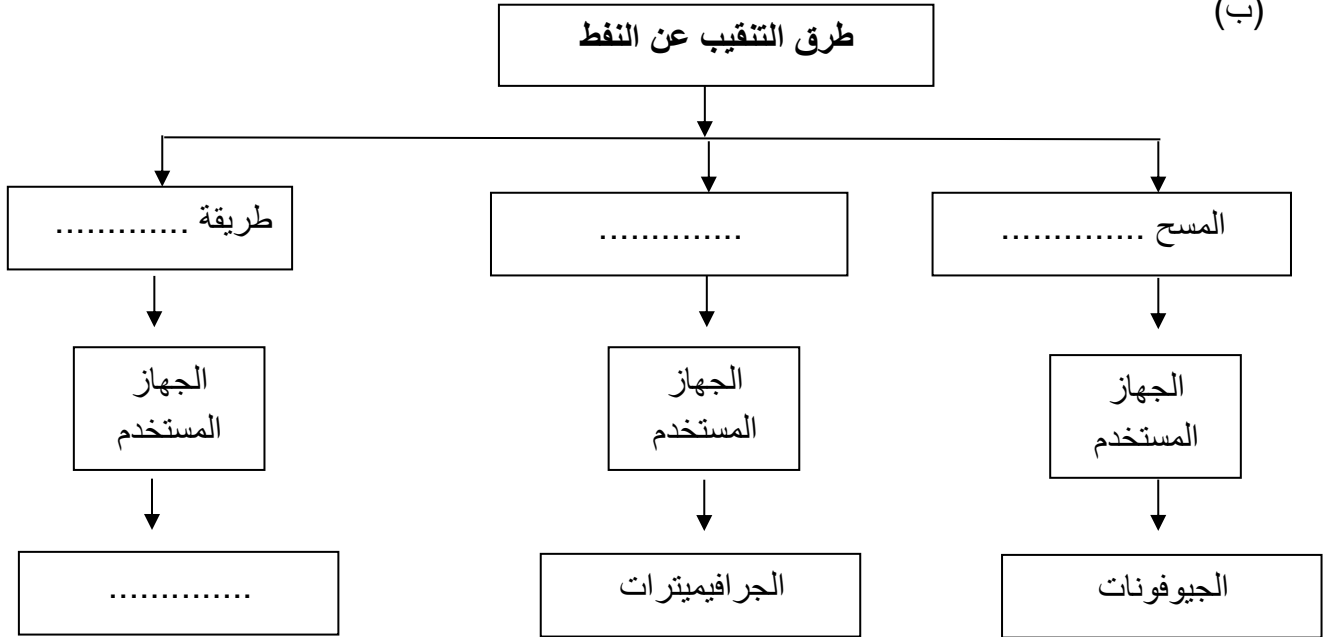 (ب)
طرق التنقيب عن النفط
المسح ..............
..............
طريقة .............
الجهاز
المستخدم
الجهاز
المستخدم
الجهاز
المستخدم
الجيوفونات
الجرافيميترات
..............